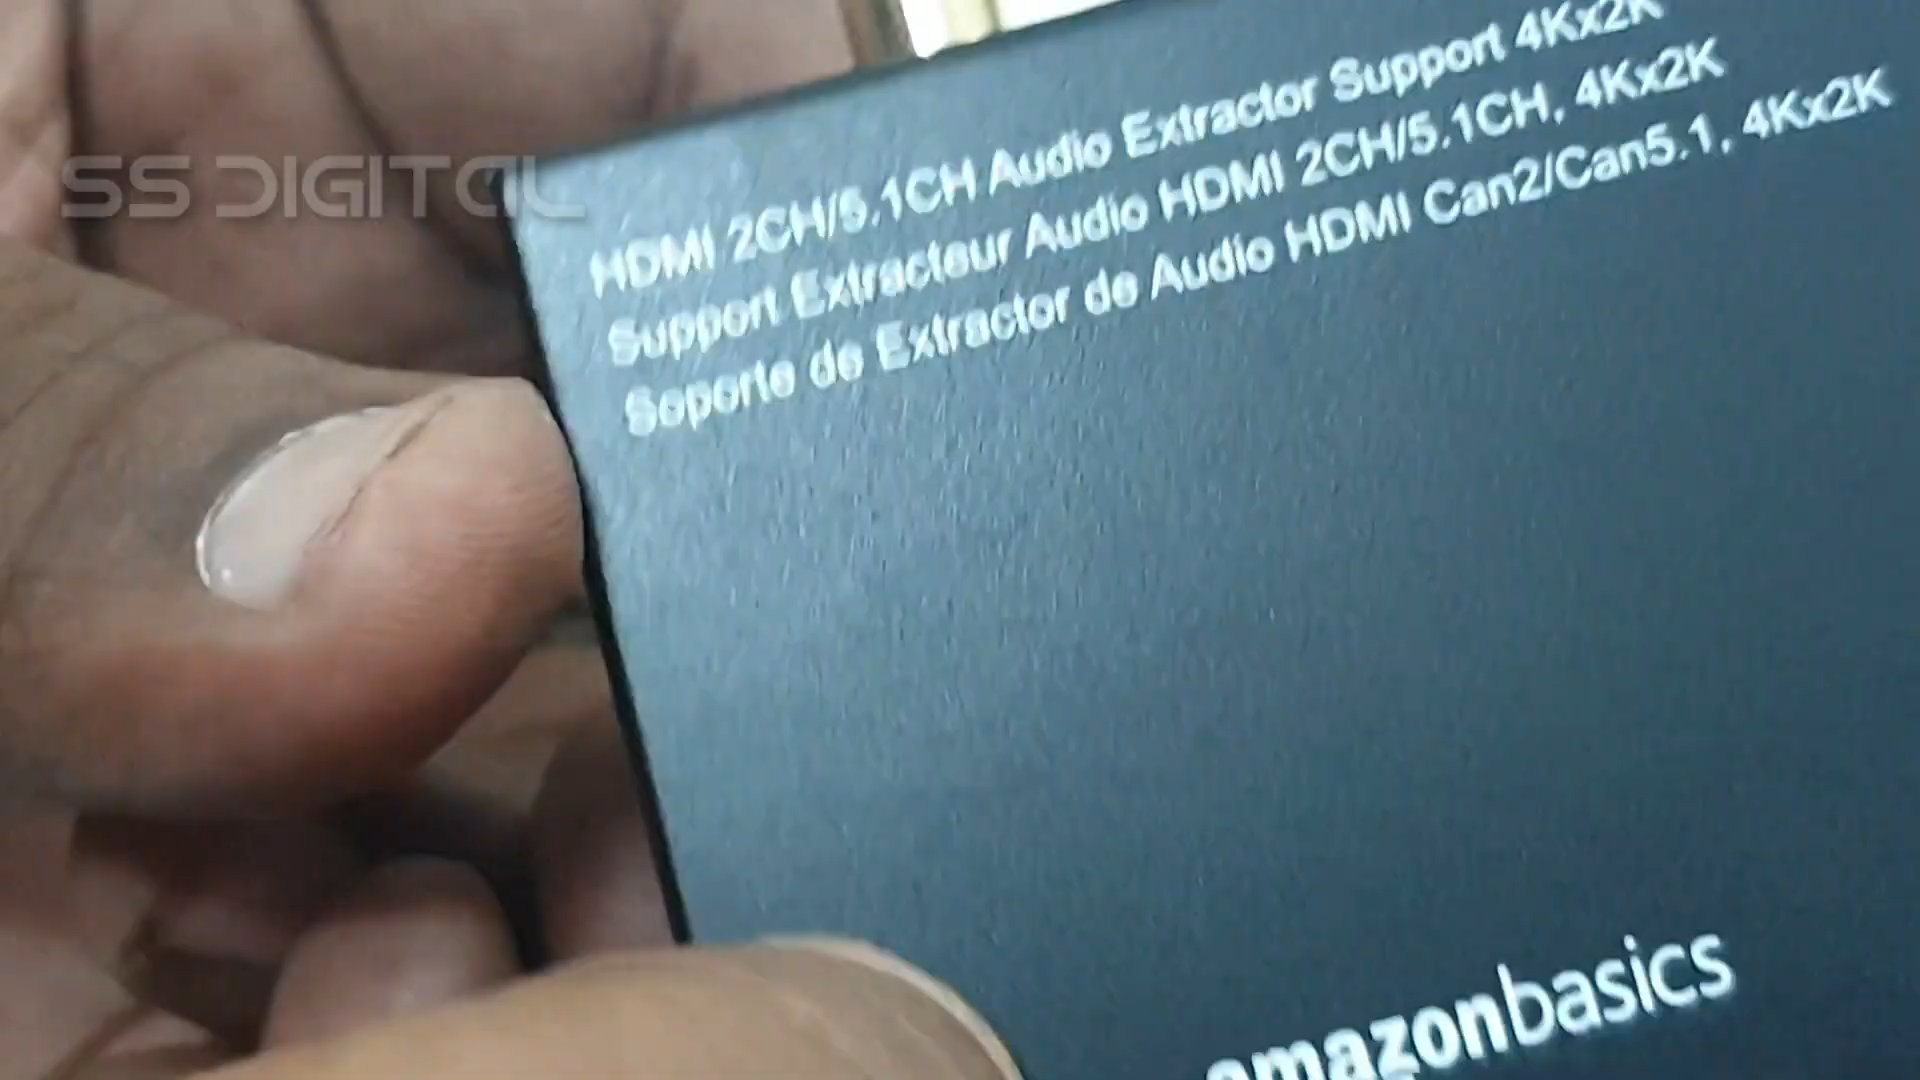 SS DIGITAL
HDMI 2CH/5.1CH Audio Extractor Support 4Kx2K
Support Extracteur Audio HDMI 2CH/5.1CH, 4Kx2K
Soporte de Extractor de Audio HDMI Can2/Can5.1, 4Kx2K
amazonbasics